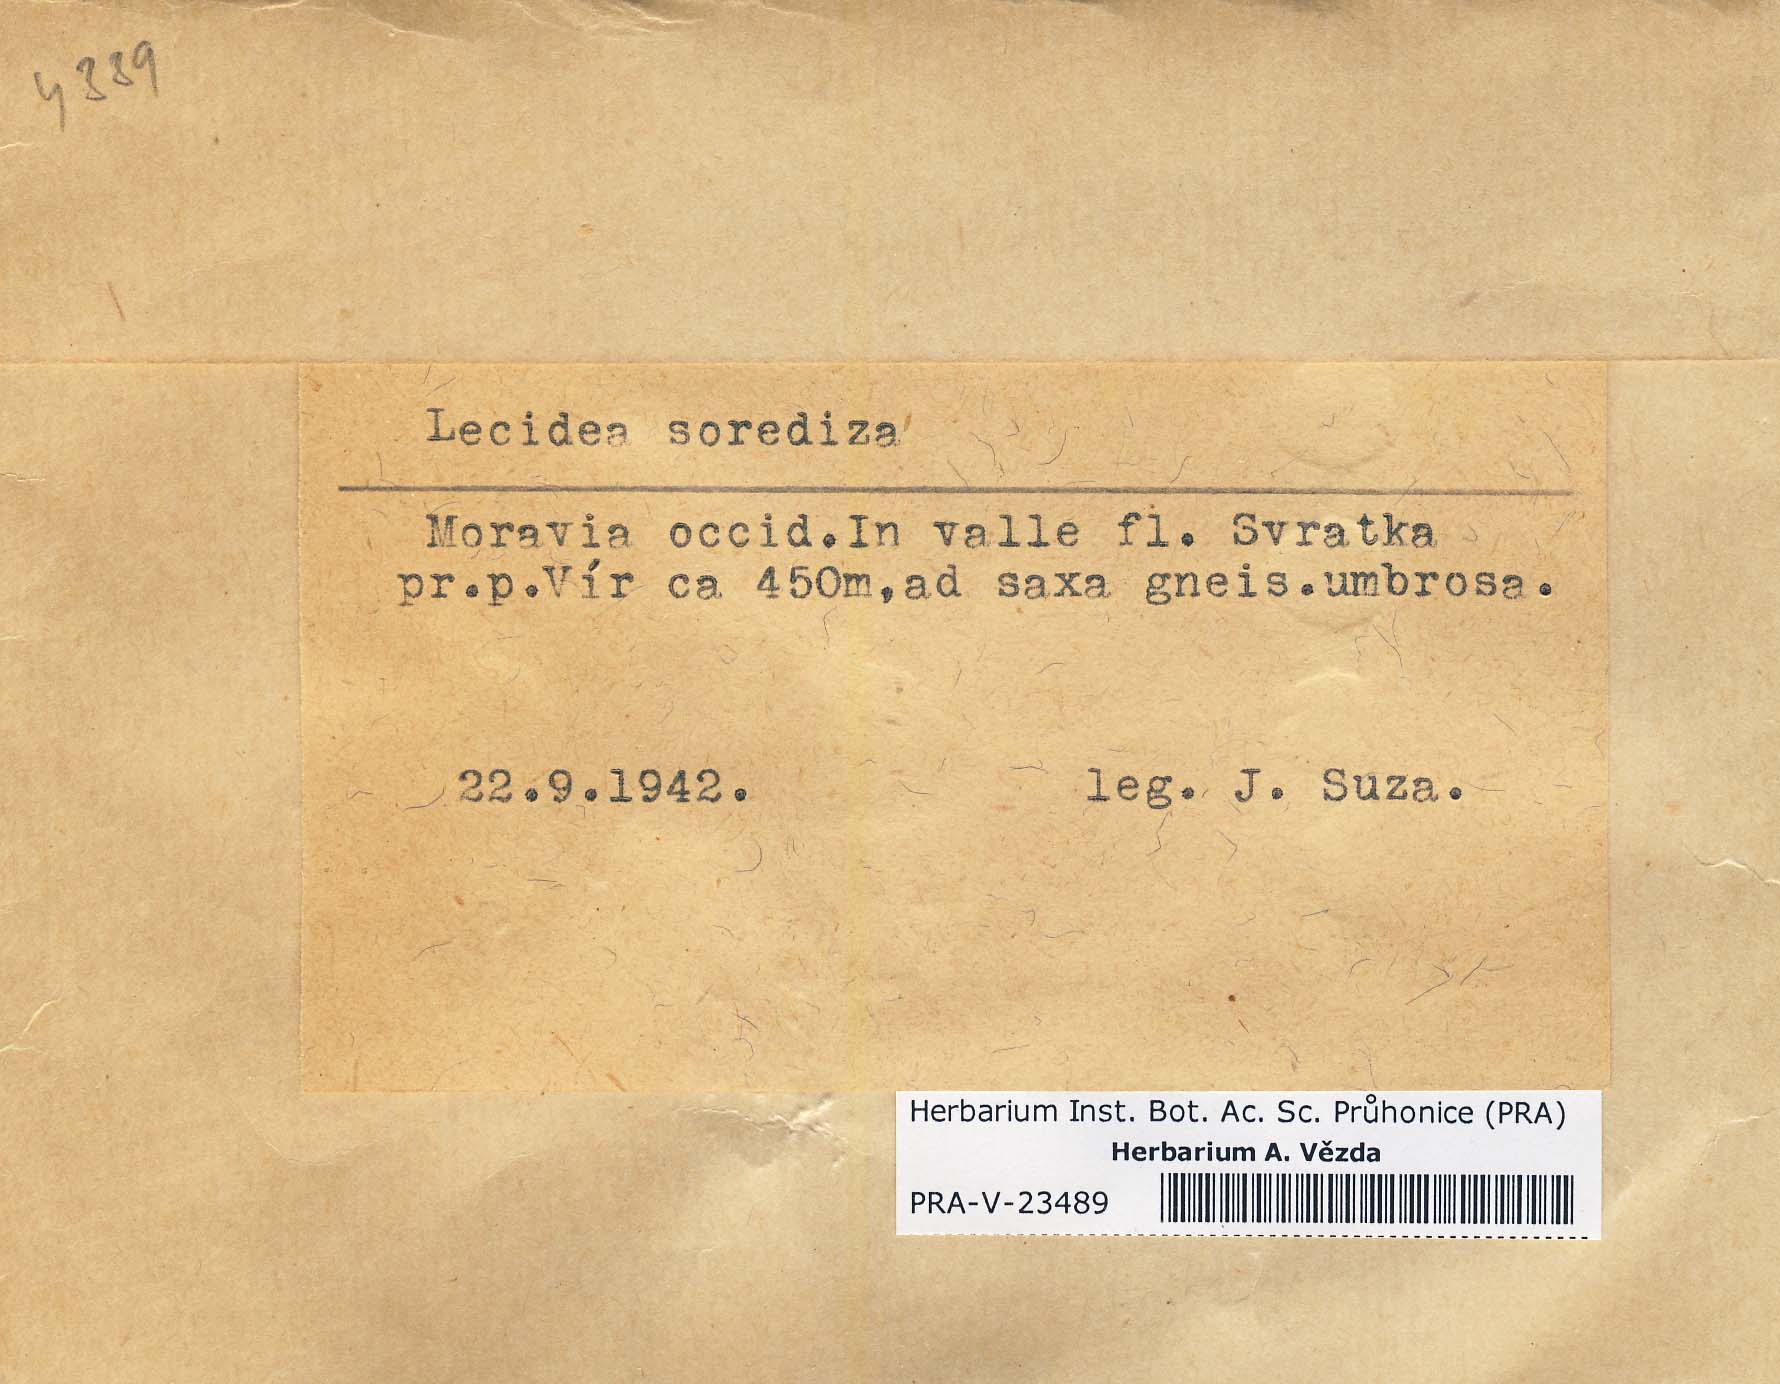 4339
Lecidea sorediza
Moravia occid.In valle fl. Svratka
pr.p.Vír ca 450m,ad saxa gneis.umbrosa.
22.9.1942. leg. J. Suza.
Herbarium Inst. Bot. Ac. Sc. Průhonice (PRA)
Herbarium A. Vězda
PRA-V-23489